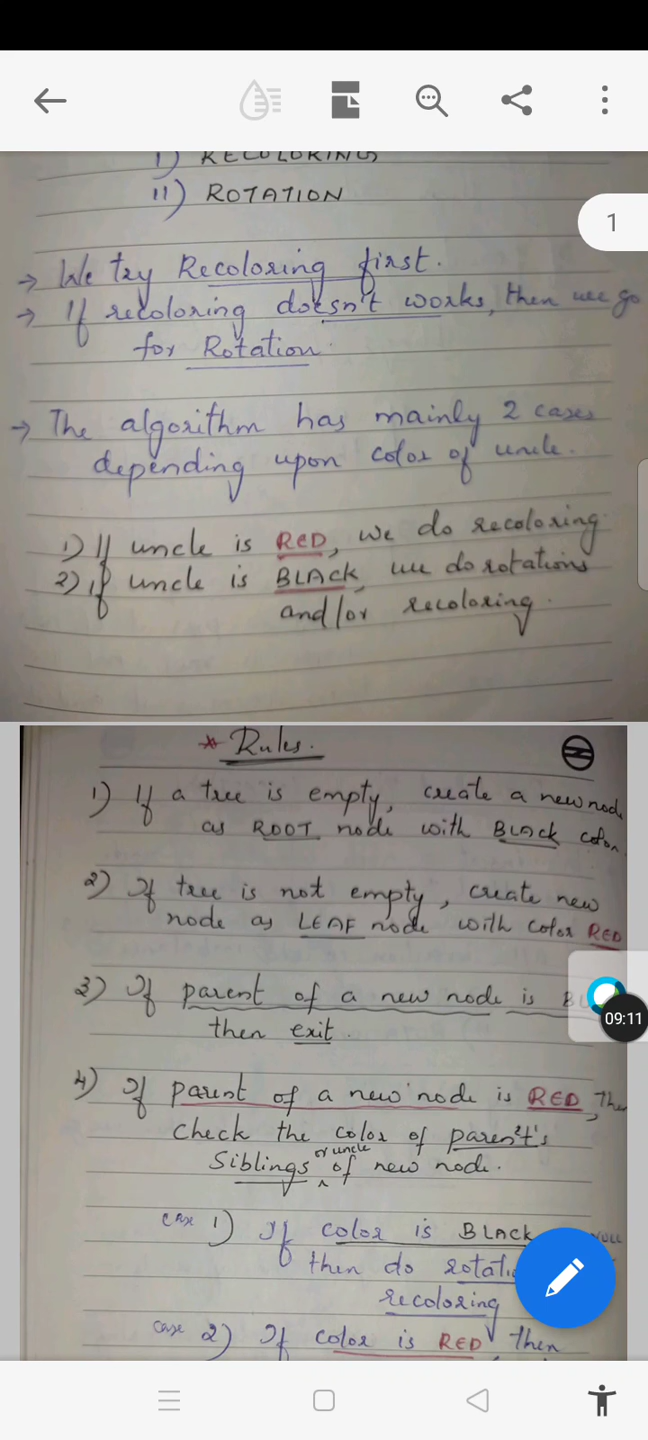 1
I) RECOLORING
II) ROTATION
→ We try Recoloring first.
→ If recoloring doesn't works, then we go
for Rotation.
→ The algorithm has mainly 2 cases
depending upon color of uncle.
1) If uncle is RED, we do recoloring.
2) if uncle is BLACK, we do rotations
and/or recoloring.
* Rules.
1) If a tree is empty, create a new node
as ROOT node with BLACK color
2) If tree is not empty, create new
node as LEAF node with color RED
3) If parent of a new node is
then exit.
09:11
4) If parent of a new node is RED, then
check the color of parent's
or uncle
Siblings ^ of new node.
case 1) If color is BLACK
then do
recoloring
case 2) If color is RED, then